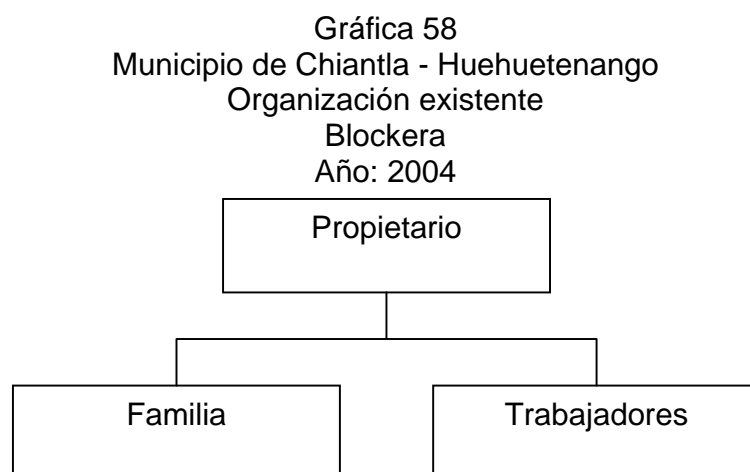 Gráfica 58
Municipio de Chiantla - Huehuetenango
Organización existente
Blockera
Año: 2004
Propietario
Familia
Trabajadores